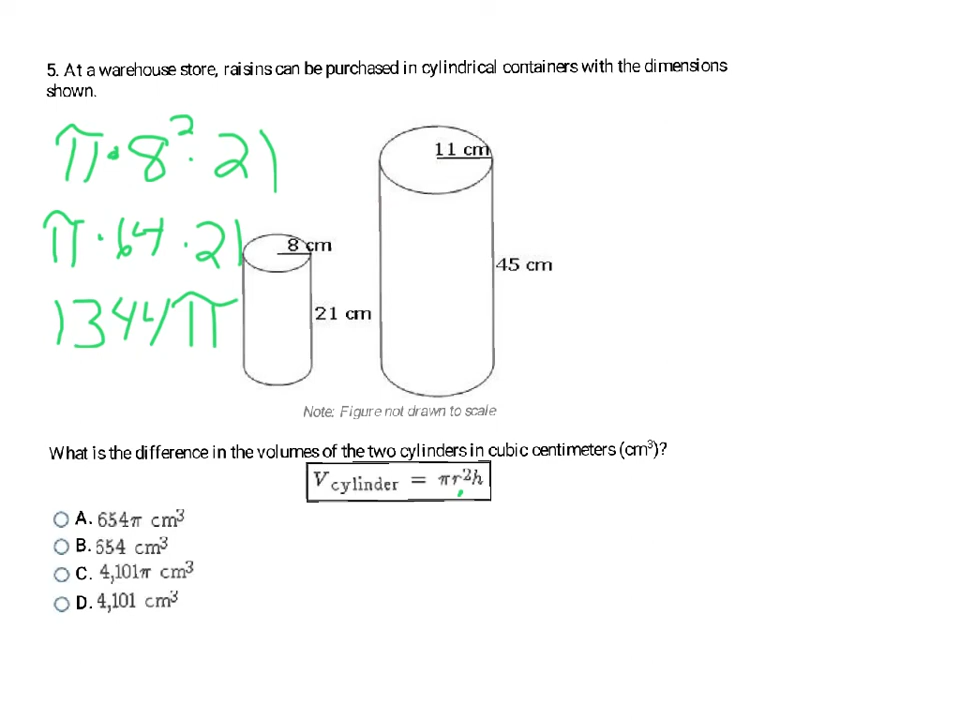 5. At a warehouse store, raisins can be purchased in cylindrical containers with the dimensions
shown.
π·8²·21
π·64·21
1344π
11 cm
8 cm
45 cm
21 cm
Note: Figure not drawn to scale
What is the difference in the volumes of the two cylinders in cubic centimeters (cm³)?
V cylinder = πr²h
A. 654π cm³
B. 654 cm³
C. 4,101π cm³
D. 4,101 cm³